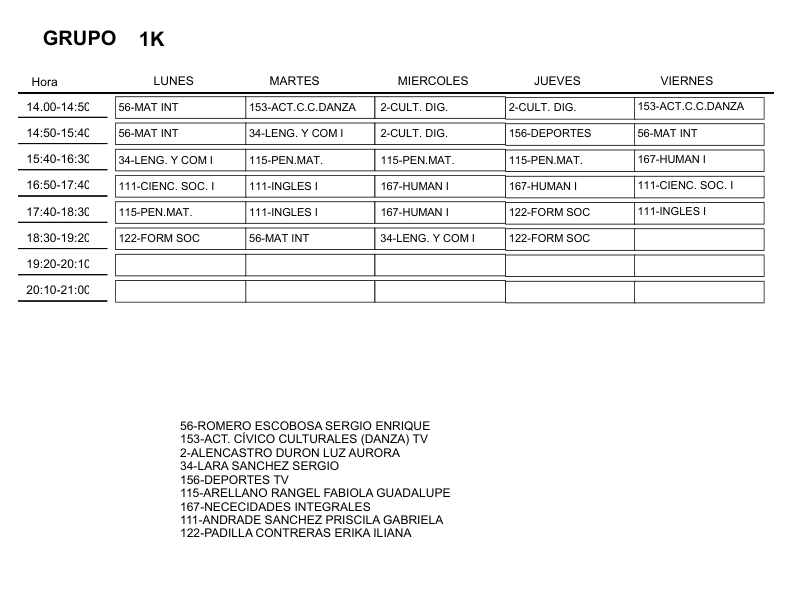 GRUPO 1K
Hora LUNES MARTES MIERCOLES JUEVES VIERNES
14.00-14:50 56-MAT INT 153-ACT.C.C.DANZA 2-CULT. DIG. 2-CULT. DIG. 153-ACT.C.C.DANZA
14:50-15:40 56-MAT INT 34-LENG. Y COM I 2-CULT. DIG. 156-DEPORTES 56-MAT INT
15:40-16:30 34-LENG. Y COM I 115-PEN.MAT. 115-PEN.MAT. 115-PEN.MAT. 167-HUMAN I
16:50-17:40 111-CIENC. SOC. I 111-INGLES I 167-HUMAN I 167-HUMAN I 111-CIENC. SOC. I
17:40-18:30 115-PEN.MAT. 111-INGLES I 167-HUMAN I 122-FORM SOC 111-INGLES I
18:30-19:20 122-FORM SOC 56-MAT INT 34-LENG. Y COM I 122-FORM SOC
19:20-20:10
20:10-21:00
56-ROMERO ESCOBOSA SERGIO ENRIQUE
153-ACT. CÍVICO CULTURALES (DANZA) TV
2-ALENCASTRO DURON LUZ AURORA
34-LARA SANCHEZ SERGIO
156-DEPORTES TV
115-ARELLANO RANGEL FABIOLA GUADALUPE
167-NECECIDADES INTEGRALES
111-ANDRADE SANCHEZ PRISCILA GABRIELA
122-PADILLA CONTRERAS ERIKA ILIANA